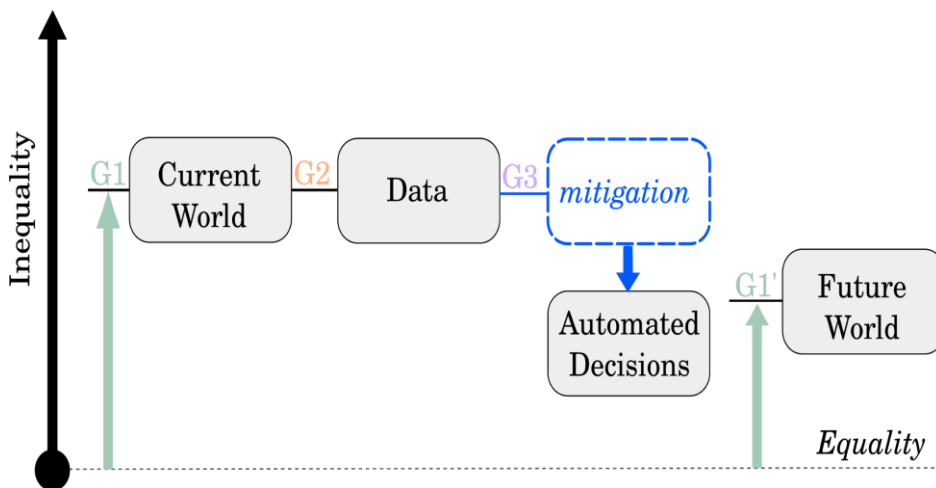 Inequality
G1
Current
World
G2
Data
G3
mitigation
Automated
Decisions
G1'
Future
World
Equality